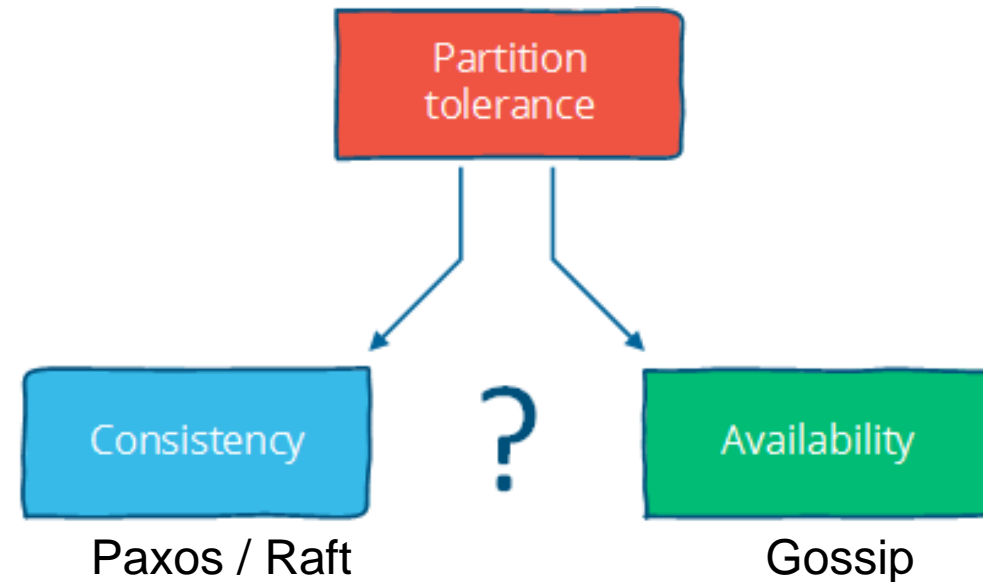 Partition
tolerance
Consistency
?
Availability
Paxos / Raft
Gossip